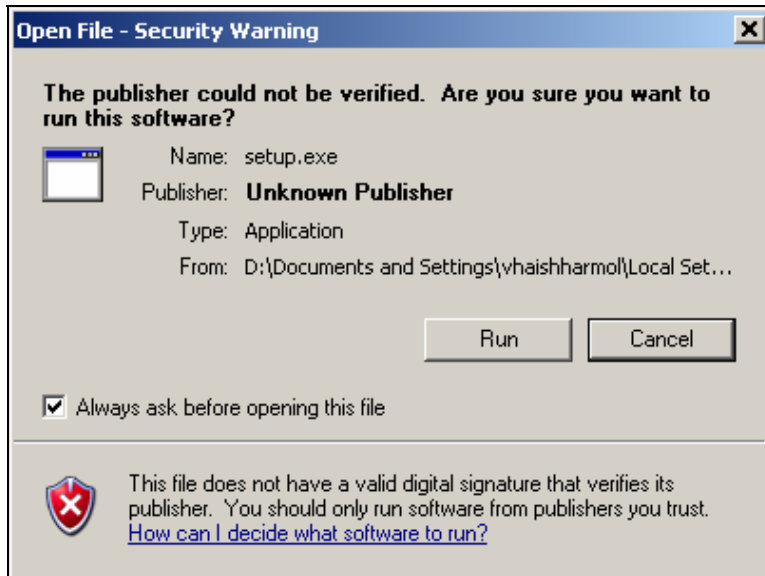 Open File - Security Warning
The publisher could not be verified.  Are you sure you want to
run this software?
Name: setup.exe
Publisher: Unknown Publisher
Type: Application
From: D:\Documents and Settings\vhaishharmol\Local Set...
Run Cancel
Always ask before opening this file
This file does not have a valid digital signature that verifies its
publisher.  You should only run software from publishers you trust.
How can I decide what software to run?